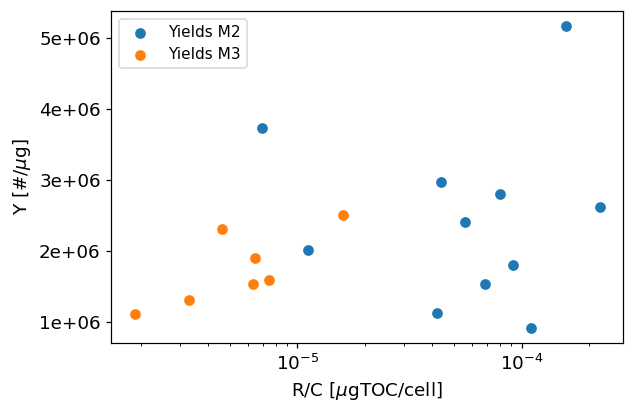 Yields M2
Yields M3
5e+06
4e+06
3e+06
2e+06
1e+06
Y [#/μg]
10⁻⁵
10⁻⁴
R/C [μgTOC/cell]